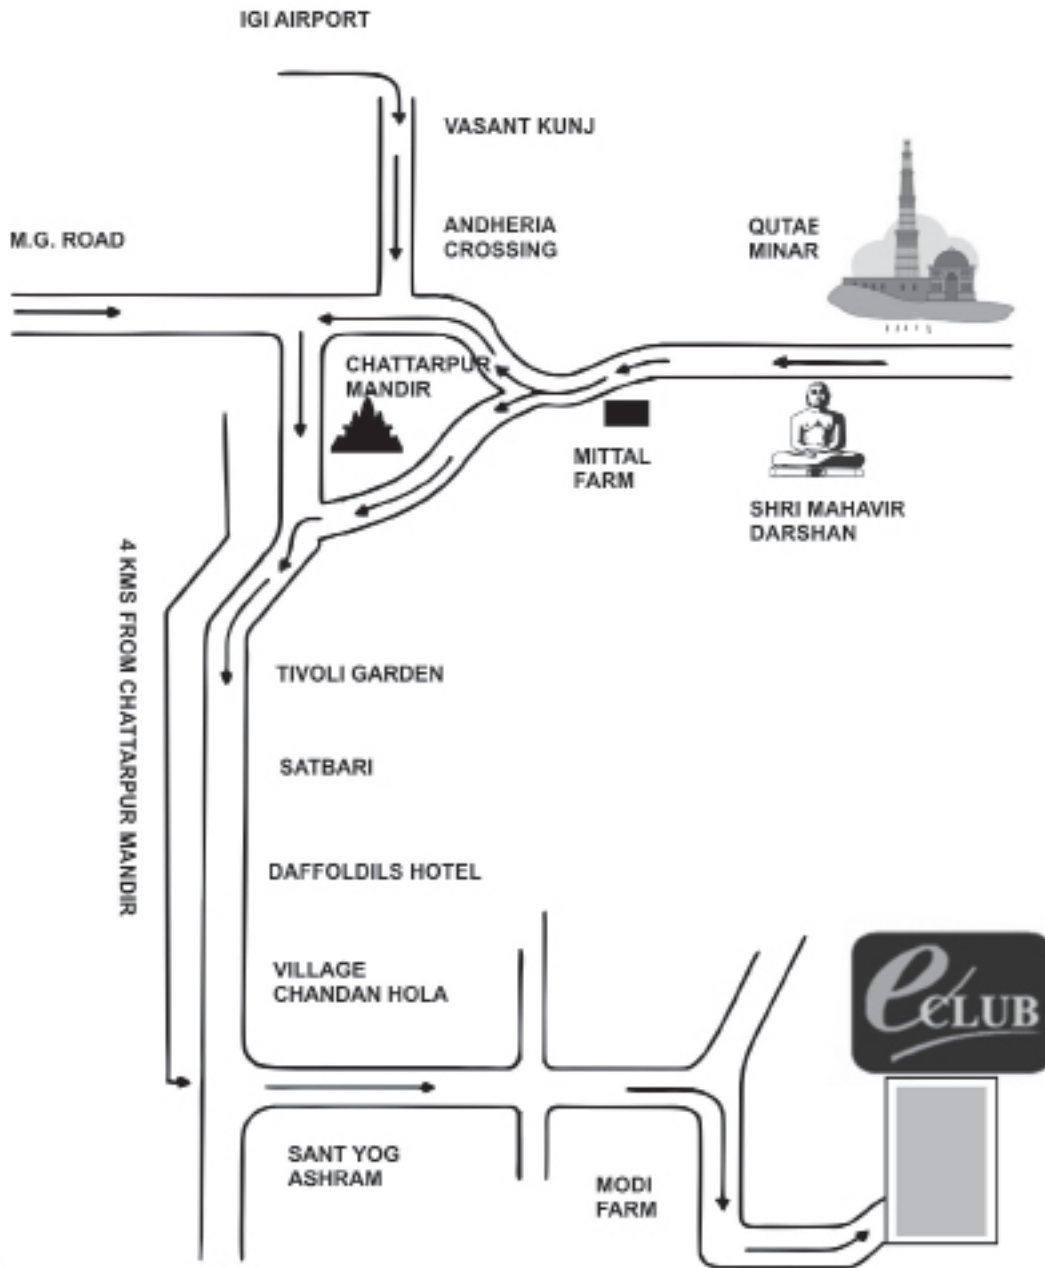 IGI AIRPORT
VASANT KUNJ
ANDHERIA
CROSSING
M.G. ROAD
QUTAE
MINAR
CHATTARPUR
MANDIR
MITTAL
FARM
SHRI MAHAVIR
DARSHAN
4 KMS FROM CHATTARPUR MANDIR
TIVOLI GARDEN
SATBARI
DAFFOLDILS HOTEL
VILLAGE
CHANDAN HOLA
e CLUB
SANT YOG
ASHRAM
MODI
FARM